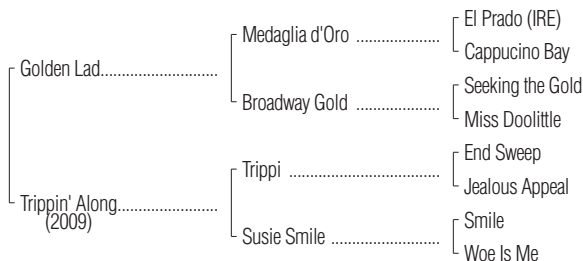 El Prado (IRE)
Medaglia d'Oro
Cappucino Bay
Golden Lad
Seeking the Gold
Broadway Gold
Miss Doolittle
End Sweep
Trippi
Jealous Appeal
Trippin' Along
(2009)
Smile
Susie Smile
Woe Is Me